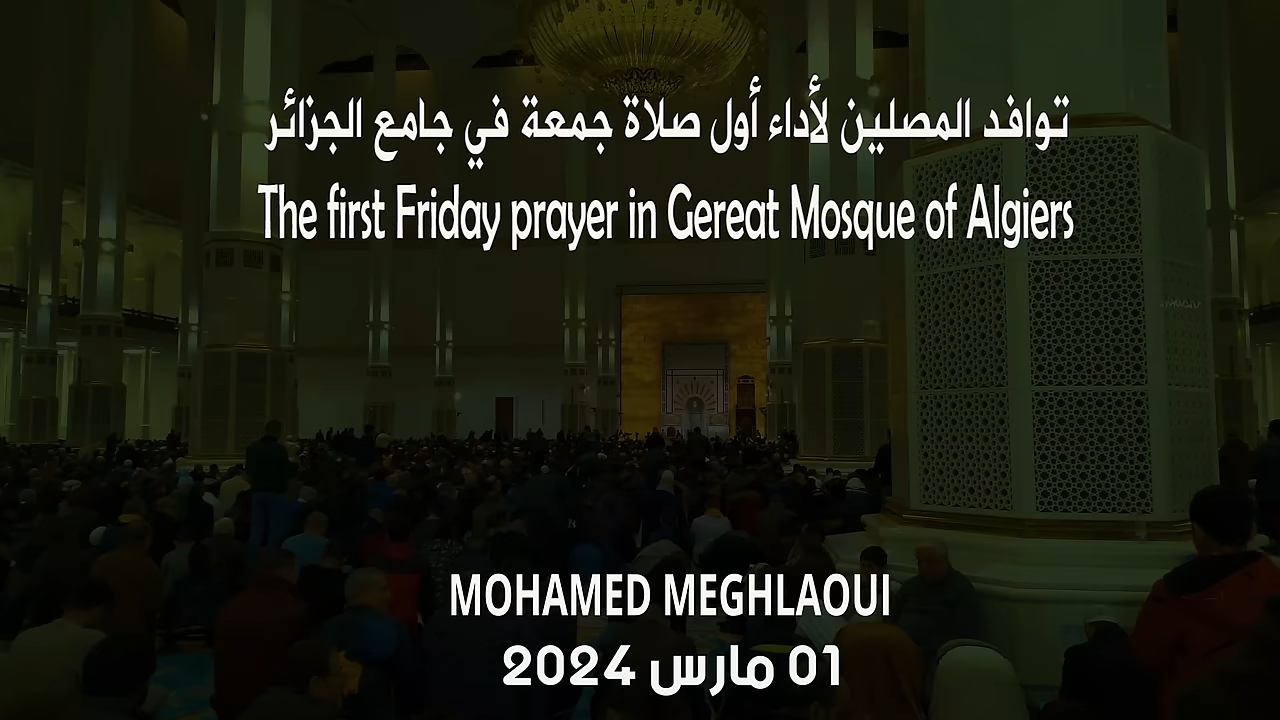 توافد المصلين لأداء أول صلاة جمعة في جامع الجزائر
The first Friday prayer in Gereat Mosque of Algiers
MOHAMED MEGHLAOUI
01 مارس 2024